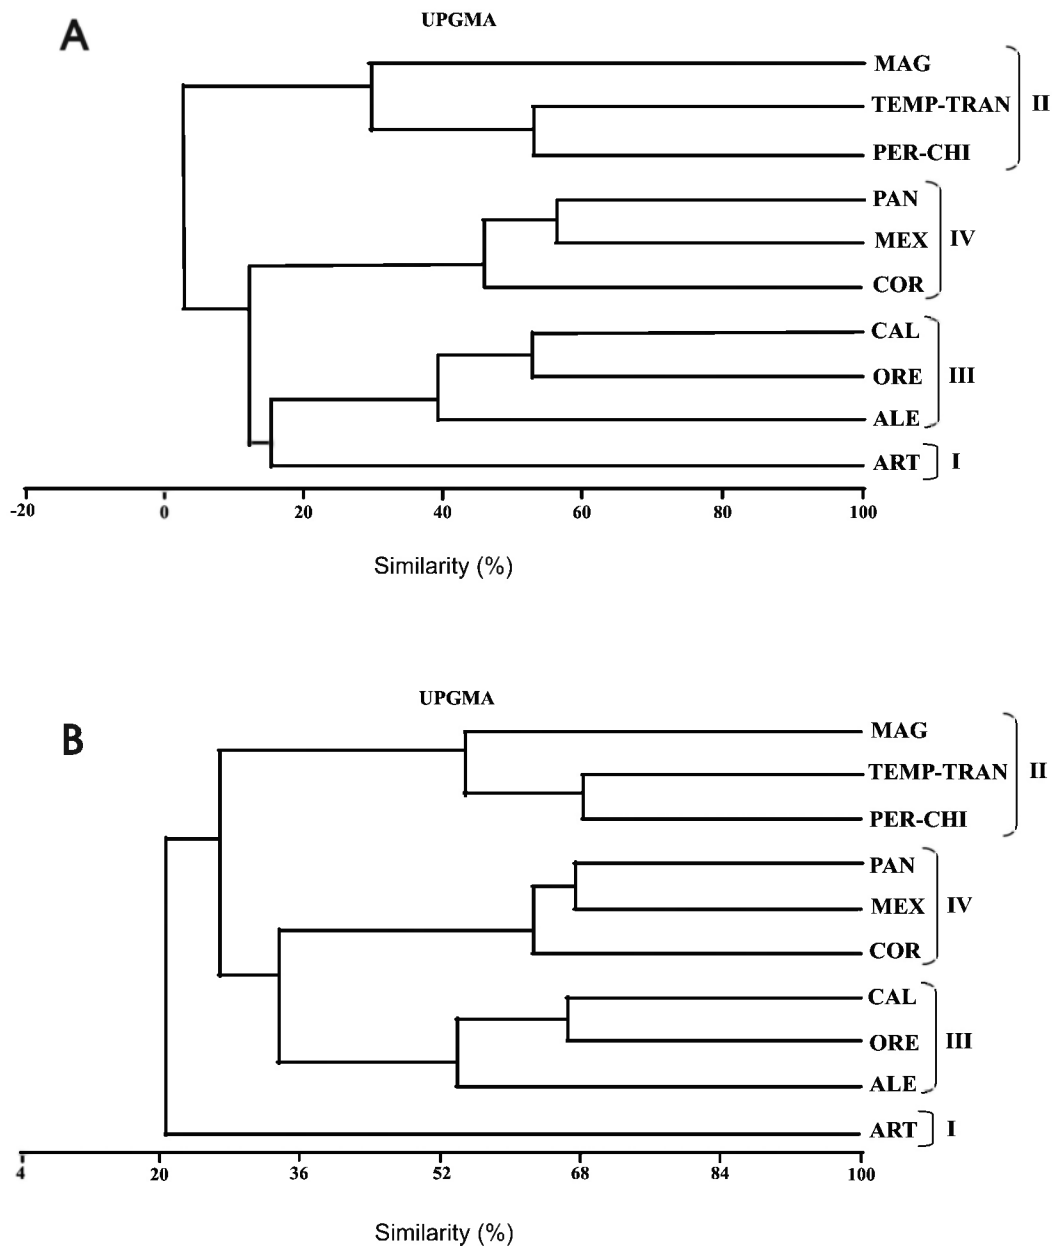 UPGMA
A
MAG
TEMP-TRAN
II
PER-CHI
PAN
MEX
IV
COR
CAL
ORE
III
ALE
ART
I
-20 0 20 40 60 80 100
Similarity (%)
UPGMA
B
MAG
TEMP-TRAN
II
PER-CHI
PAN
MEX
IV
COR
CAL
ORE
III
ALE
ART
I
4 20 36 52 68 84 100
Similarity (%)